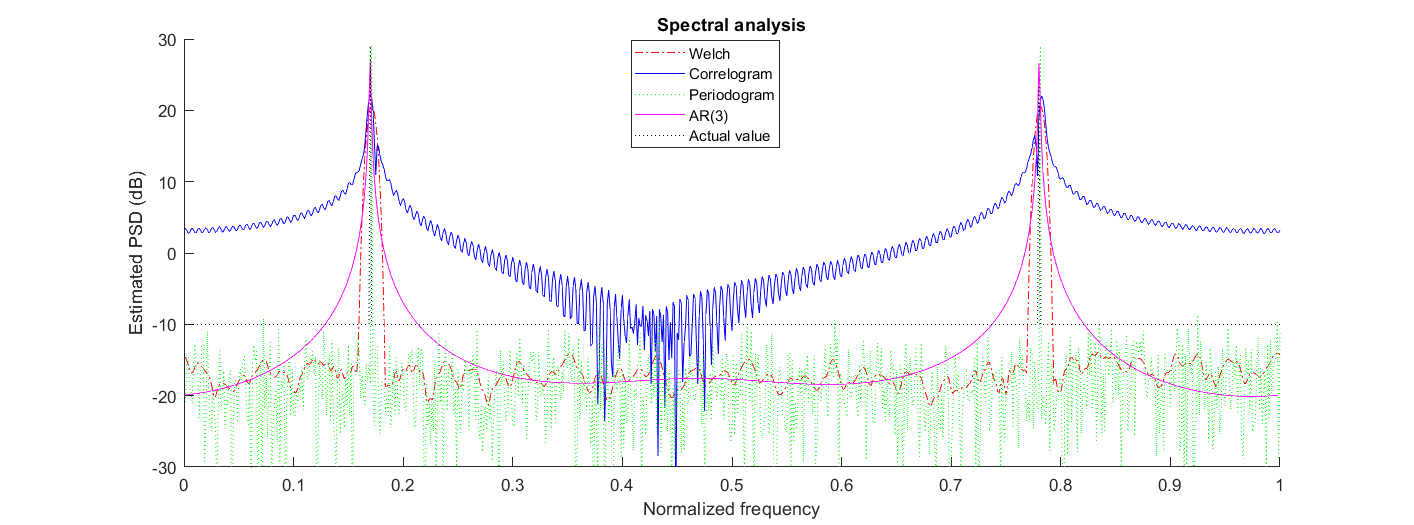 Spectral analysis
Welch
Correlogram
Periodogram
AR(3)
Actual value
Estimated PSD (dB)
30
20
10
0
-10
-20
-30
0 0.1 0.2 0.3 0.4 0.5 0.6 0.7 0.8 0.9 1
Normalized frequency